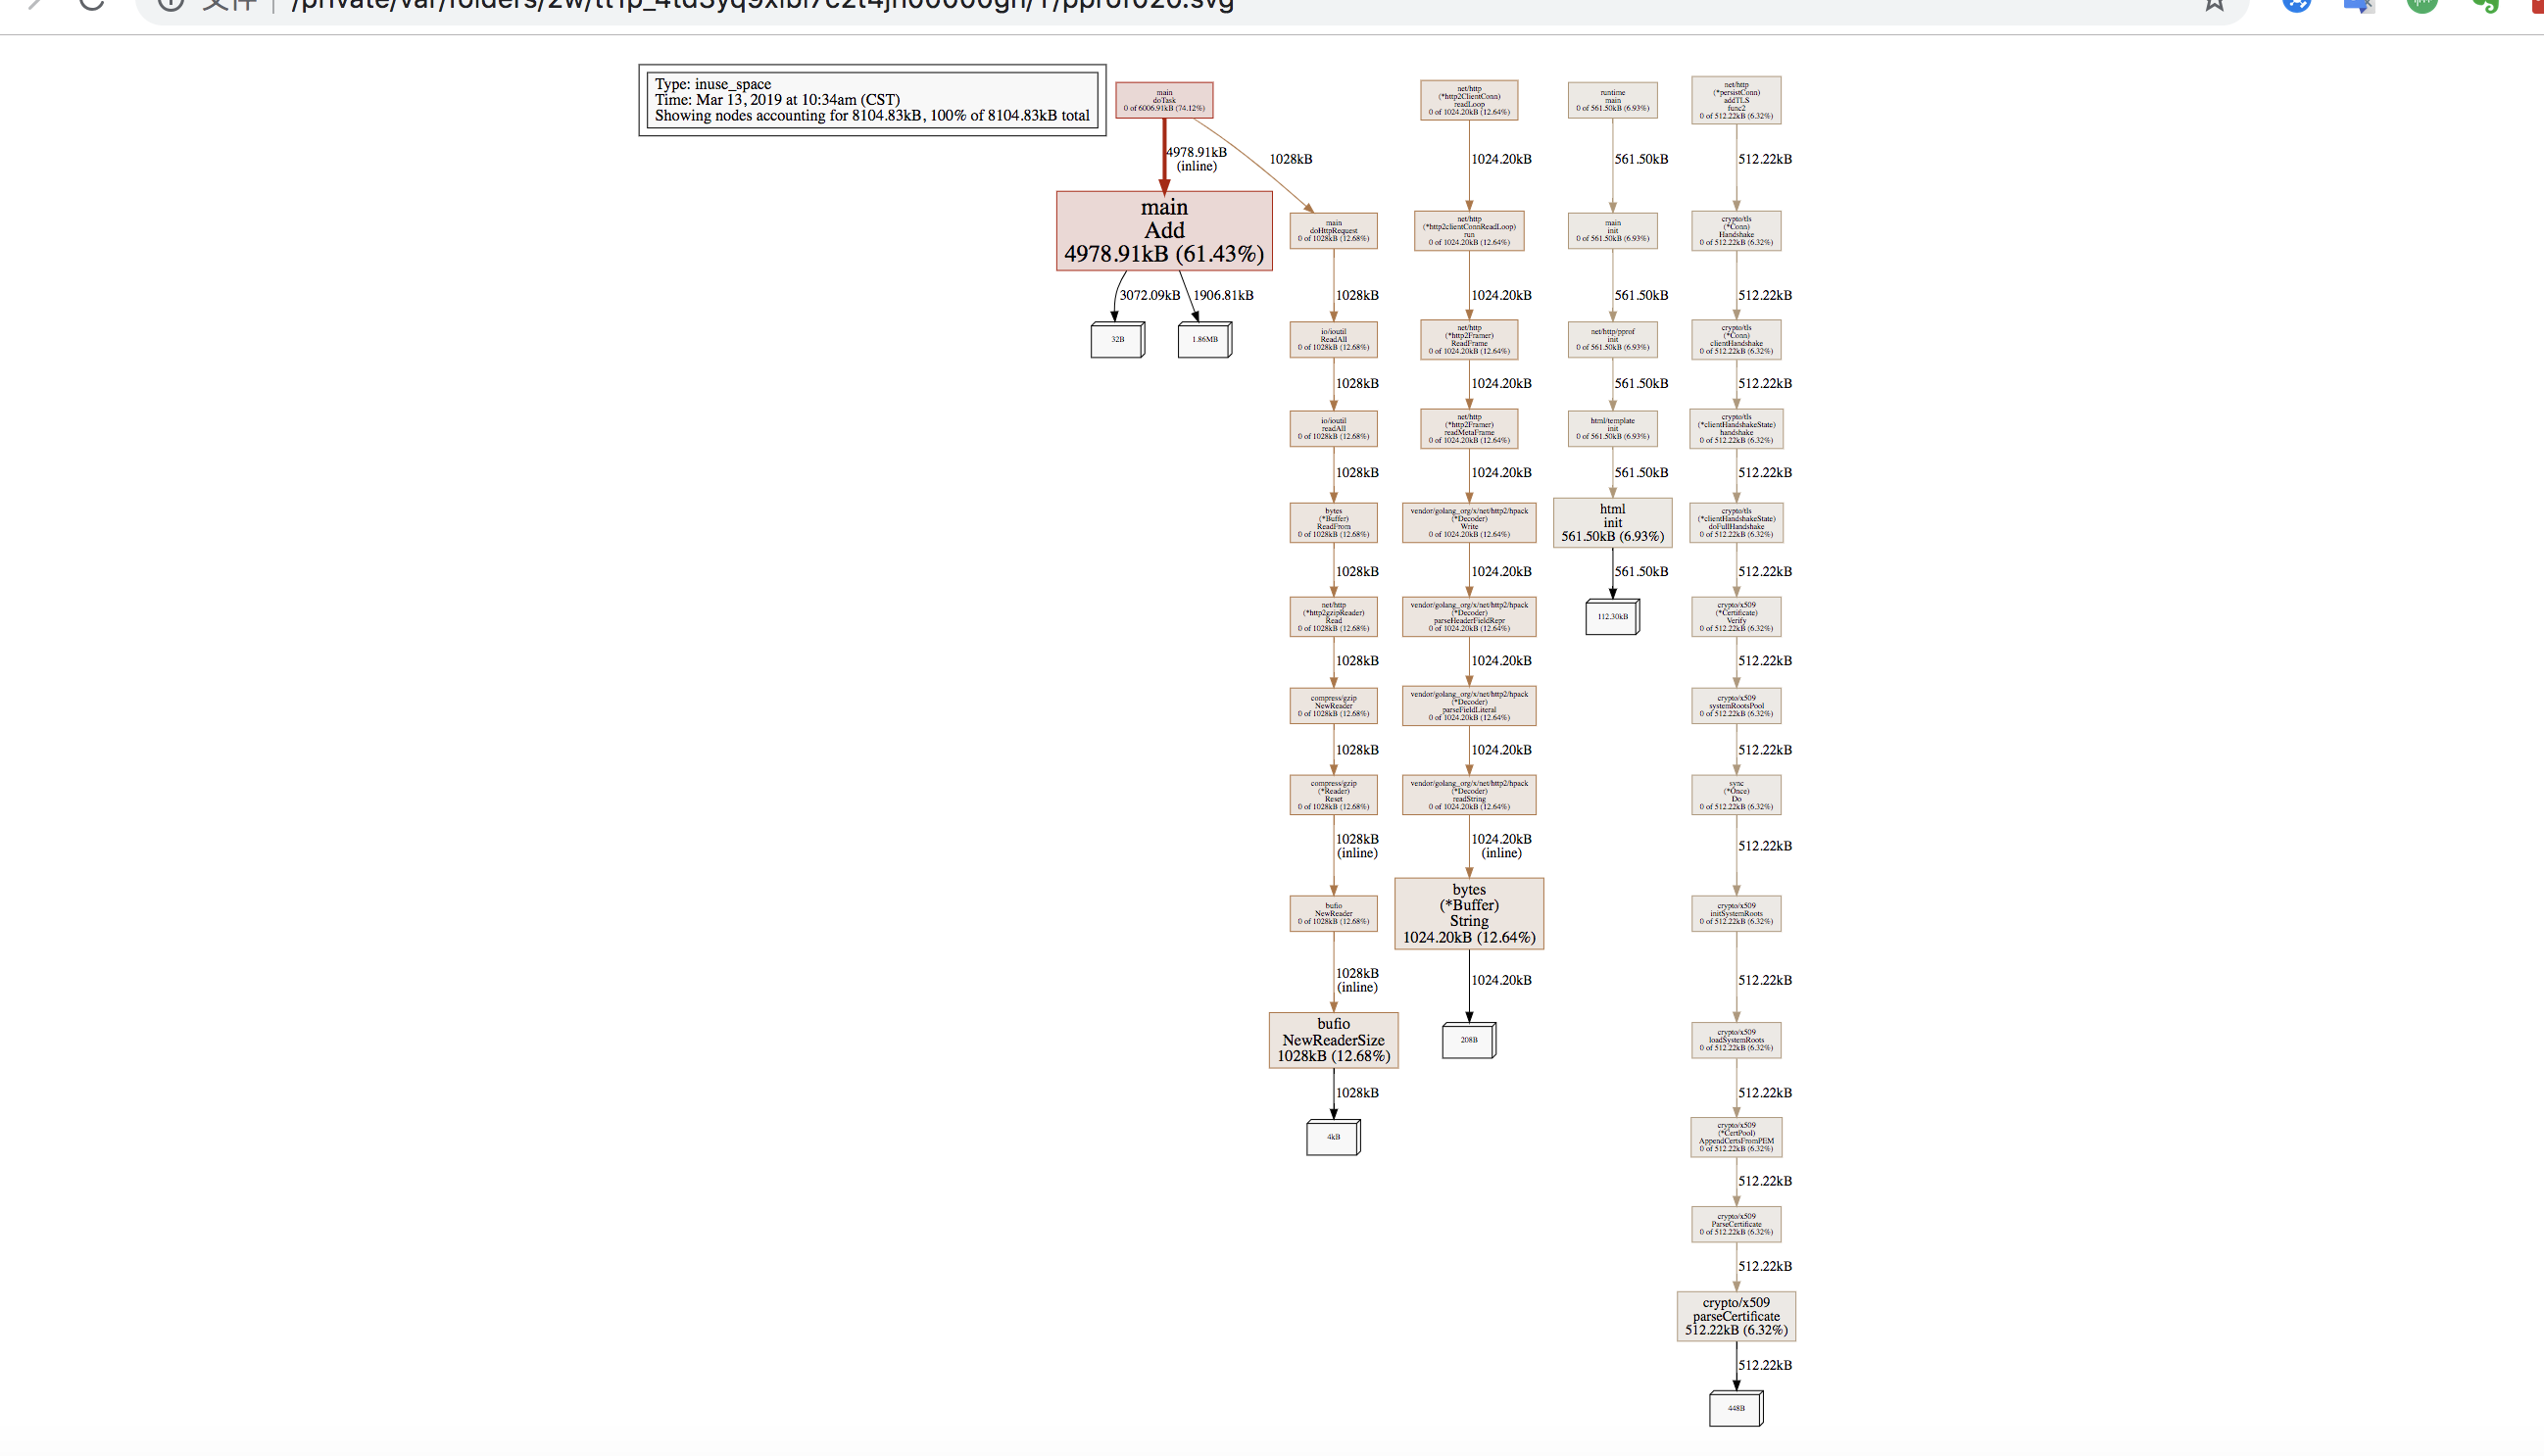 文件
Type: inuse_space
Time: Mar 13, 2019 at 10:34am (CST)
Showing nodes accounting for 8104.83kB, 100% of 8104.83kB total
main
doTask
0 of 6006.91kB (74.12%)
4978.91kB
(inline)
1028kB
main
Add
4978.91kB (61.43%)
3072.09kB
1906.81kB
32B
1.86MB
main
doHttpRequest
0 of 1028kB (12.68%)
1028kB
io/ioutil
ReadAll
0 of 1028kB (12.68%)
1028kB
io/ioutil
readAll
0 of 1028kB (12.68%)
1028kB
bytes
(*Buffer)
ReadFrom
0 of 1028kB (12.68%)
1028kB
net/http
(*http2gzipReader)
Read
0 of 1028kB (12.68%)
1028kB
compress/gzip
NewReader
0 of 1028kB (12.68%)
1028kB
compress/gzip
(*Reader)
Reset
0 of 1028kB (12.68%)
1028kB
(inline)
bufio
NewReader
0 of 1028kB (12.68%)
1028kB
(inline)
bufio
NewReaderSize
1028kB (12.68%)
1028kB
4kB
net/http
(*http2ClientConn)
readLoop
0 of 1024.20kB (12.64%)
1024.20kB
net/http
(*http2clientConnReadLoop)
run
0 of 1024.20kB (12.64%)
1024.20kB
net/http
(*http2Framer)
ReadFrame
0 of 1024.20kB (12.64%)
1024.20kB
net/http
(*http2Framer)
readMetaFrame
0 of 1024.20kB (12.64%)
1024.20kB
vendor/golang_org/x/net/http2/hpack
(*Decoder)
Write
0 of 1024.20kB (12.64%)
1024.20kB
vendor/golang_org/x/net/http2/hpack
(*Decoder)
parseHeaderFieldRepr
0 of 1024.20kB (12.64%)
1024.20kB
vendor/golang_org/x/net/http2/hpack
(*Decoder)
parseFieldLiteral
0 of 1024.20kB (12.64%)
1024.20kB
vendor/golang_org/x/net/http2/hpack
(*Decoder)
readString
0 of 1024.20kB (12.64%)
1024.20kB
(inline)
bytes
(*Buffer)
String
1024.20kB (12.64%)
1024.20kB
208B
runtime
main
0 of 561.50kB (6.93%)
561.50kB
main
init
0 of 561.50kB (6.93%)
561.50kB
net/http/pprof
init
0 of 561.50kB (6.93%)
561.50kB
html/template
init
0 of 561.50kB (6.93%)
561.50kB
html
init
561.50kB (6.93%)
561.50kB
112.30kB
net/http
(*persistConn)
addTLS
func2
0 of 512.22kB (6.32%)
512.22kB
crypto/tls
(*Conn)
Handshake
0 of 512.22kB (6.32%)
512.22kB
crypto/tls
(*Conn)
clientHandshake
0 of 512.22kB (6.32%)
512.22kB
crypto/tls
(*clientHandshakeState)
handshake
0 of 512.22kB (6.32%)
512.22kB
crypto/tls
(*clientHandshakeState)
doFullHandshake
0 of 512.22kB (6.32%)
512.22kB
crypto/x509
(*Certificate)
Verify
0 of 512.22kB (6.32%)
512.22kB
crypto/x509
systemRootsPool
0 of 512.22kB (6.32%)
512.22kB
sync
(*Once)
Do
0 of 512.22kB (6.32%)
512.22kB
crypto/x509
initSystemRoots
0 of 512.22kB (6.32%)
512.22kB
crypto/x509
loadSystemRoots
0 of 512.22kB (6.32%)
512.22kB
crypto/x509
(*CertPool)
AppendCertsFromPEM
0 of 512.22kB (6.32%)
512.22kB
crypto/x509
ParseCertificate
0 of 512.22kB (6.32%)
512.22kB
crypto/x509
parseCertificate
512.22kB (6.32%)
512.22kB
448B